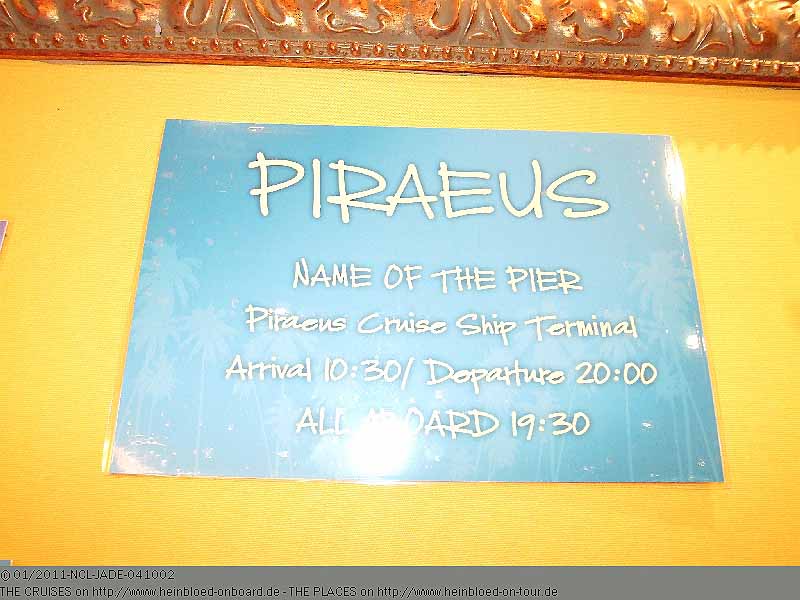 PIRAEUS
NAME OF THE PIER
Piraeus Cruise Ship Terminal
Arrival 10:30/ Departure 20:00
ALL ABOARD 19:30
©01/2011-NCL-JADE-041002
THE CRUISES on http://www.heinbloed-onboard.de - THE PLACES on http://www.heinbloed-on-tour.de